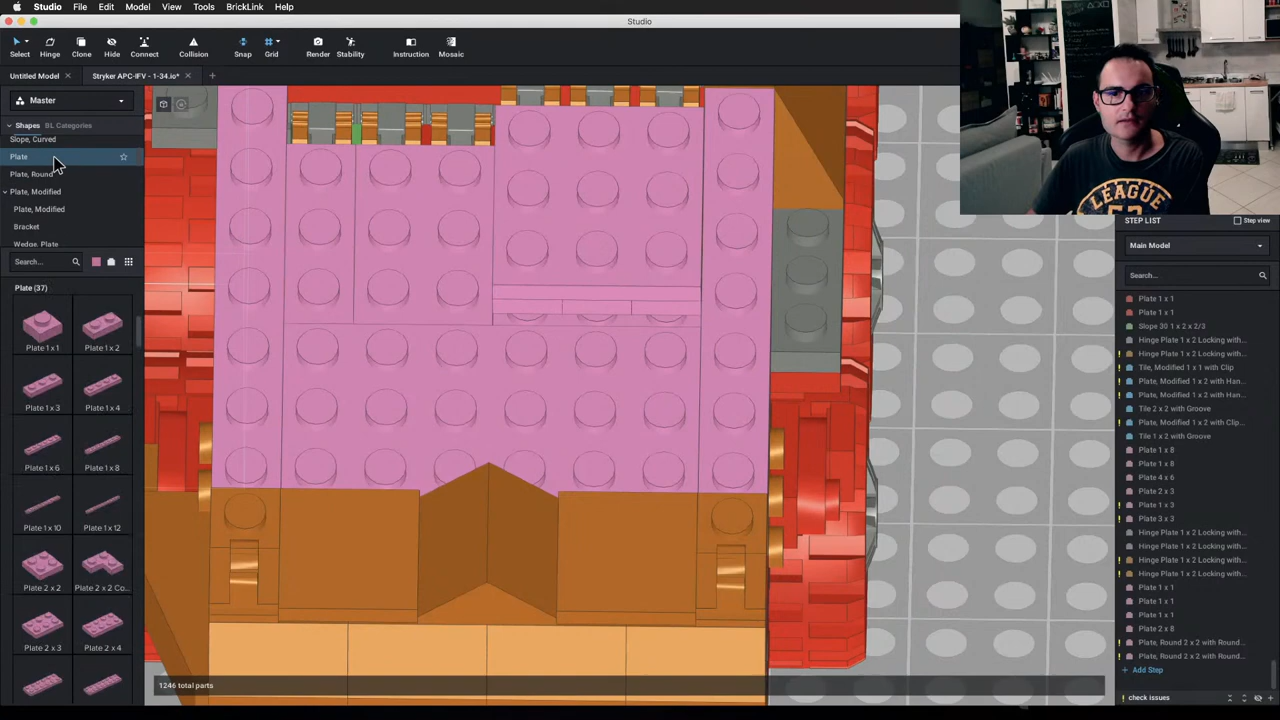 Studio File Edit Model View Tools BrickLink Help
Studio
Select Hinge Clone Hide Connect Collision Snap Grid Render Stability Instruction Mosaic
Untitled Model Stryker APC-IFV - 1-34.io*
Master
Shapes BL Categories
Slope, Curved
Plate
Plate, Round
Plate, Modified
Plate, Modified
Bracket
Wedge, Plate
Search...
Plate (37)
Plate 1 x 1 Plate 1 x 2
Plate 1 x 3 Plate 1 x 4
Plate 1 x 6 Plate 1 x 8
Plate 1 x 10 Plate 1 x 12
Plate 2 x 2 Plate 2 x 2 Co...
Plate 2 x 3 Plate 2 x 4
1246 total parts
LEAGUE
STEP LIST Step view
Main Model
Search...
Plate 1 x 1
Plate 1 x 1
Slope 30 1 x 2 x 2/3
Hinge Plate 1 x 2 Locking with...
Hinge Plate 1 x 2 Locking with...
Tile, Modified 1 x 1 with Clip
Plate, Modified 1 x 2 with Han...
Plate, Modified 1 x 2 with Han...
Tile 2 x 2 with Groove
Plate, Modified 1 x 2 with Clip...
Tile 1 x 2 with Groove
Plate 1 x 8
Plate 1 x 8
Plate 4 x 6
Plate 2 x 3
Plate 1 x 3
Plate 3 x 3
Hinge Plate 1 x 2 Locking with...
Hinge Plate 1 x 2 Locking with...
Hinge Plate 1 x 2 Locking with...
Hinge Plate 1 x 2 Locking with...
Plate 1 x 1
Plate 1 x 1
Plate 1 x 1
Plate 2 x 8
Plate, Round 2 x 2 with Round...
Plate, Round 2 x 2 with Round...
Add Step
check issues